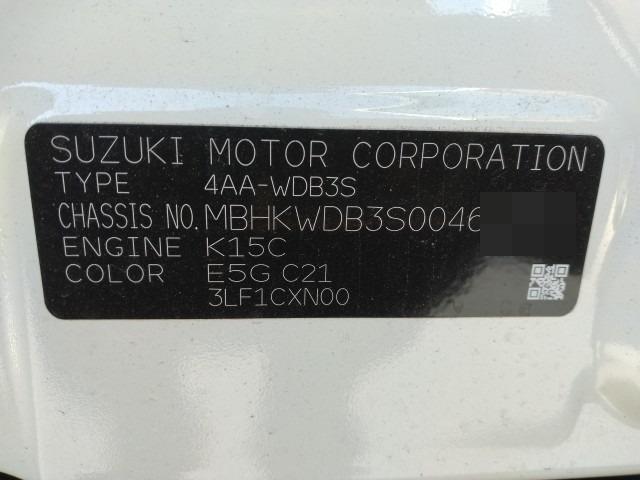 SUZUKI MOTOR CORPORATION
TYPE 4AA-WDB3S
CHASSIS NO. MBHKWDB3S0046
ENGINE K15C
COLOR E5G C21
3LF1CXN00